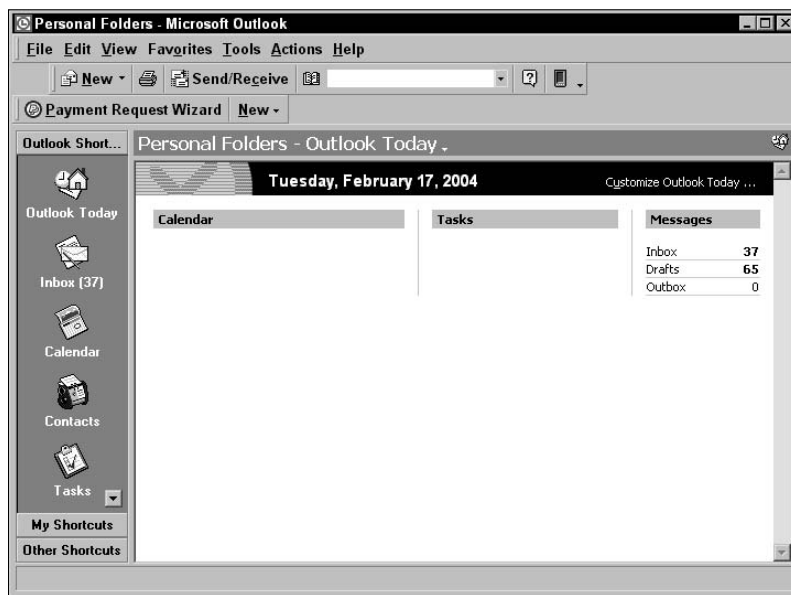 Personal Folders - Microsoft Outlook
File Edit View Favorites Tools Actions Help
New Send/Receive
Payment Request Wizard New
Outlook Short...
Personal Folders - Outlook Today
Tuesday, February 17, 2004
Customize Outlook Today ...
Outlook Today
Inbox (37)
Calendar
Contacts
Tasks
My Shortcuts
Other Shortcuts
Calendar
Tasks
Messages
Inbox 37
Drafts 65
Outbox 0